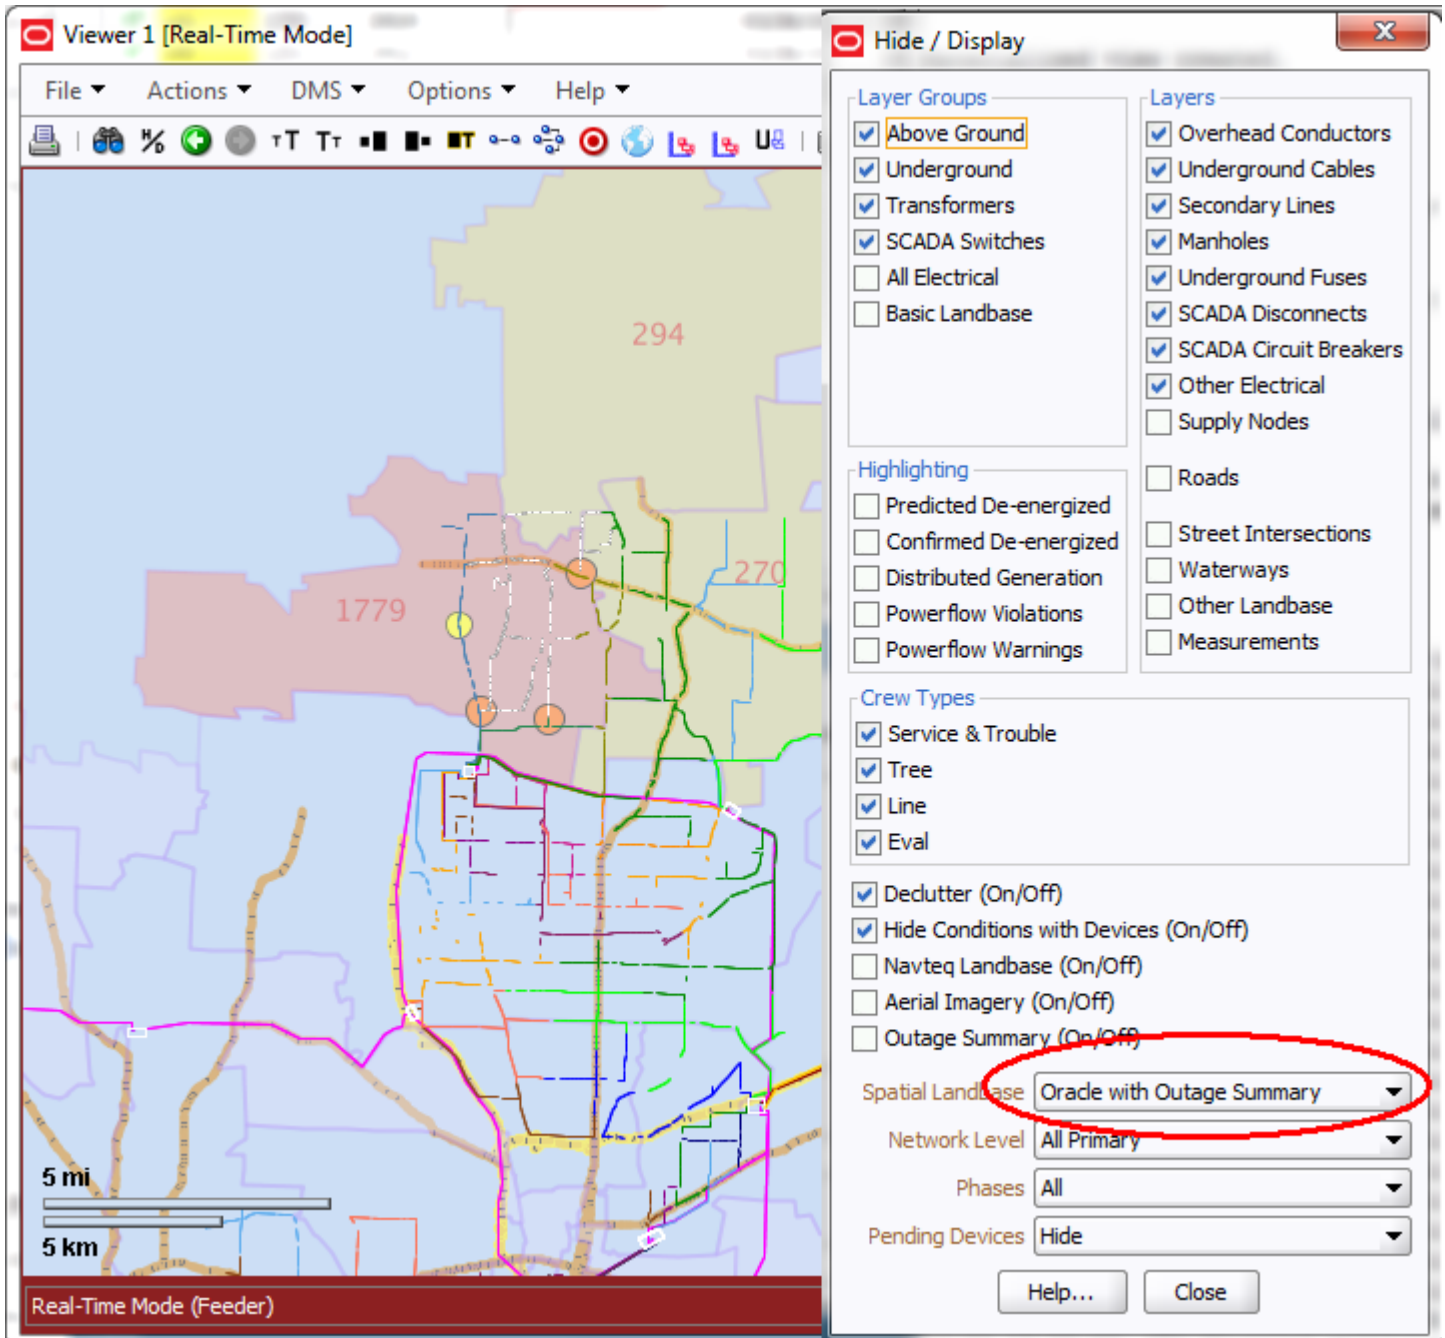 Viewer 1 [Real-Time Mode]
File Actions DMS Options Help
294
270
1779
5 mi
5 km
Real-Time Mode (Feeder)
Hide / Display
Layer Groups
Above Ground
Underground
Transformers
SCADA Switches
All Electrical
Basic Landbase
Layers
Overhead Conductors
Underground Cables
Secondary Lines
Manholes
Underground Fuses
SCADA Disconnects
SCADA Circuit Breakers
Other Electrical
Supply Nodes
Roads
Street Intersections
Waterways
Other Landbase
Measurements
Highlighting
Predicted De-energized
Confirmed De-energized
Distributed Generation
Powerflow Violations
Powerflow Warnings
Crew Types
Service & Trouble
Tree
Line
Eval
Declutter (On/Off)
Hide Conditions with Devices (On/Off)
Navteq Landbase (On/Off)
Aerial Imagery (On/Off)
Outage Summary (On/Off)
Spatial Landbase Oracle with Outage Summary
Network Level All Primary
Phases All
Pending Devices Hide
Help... Close